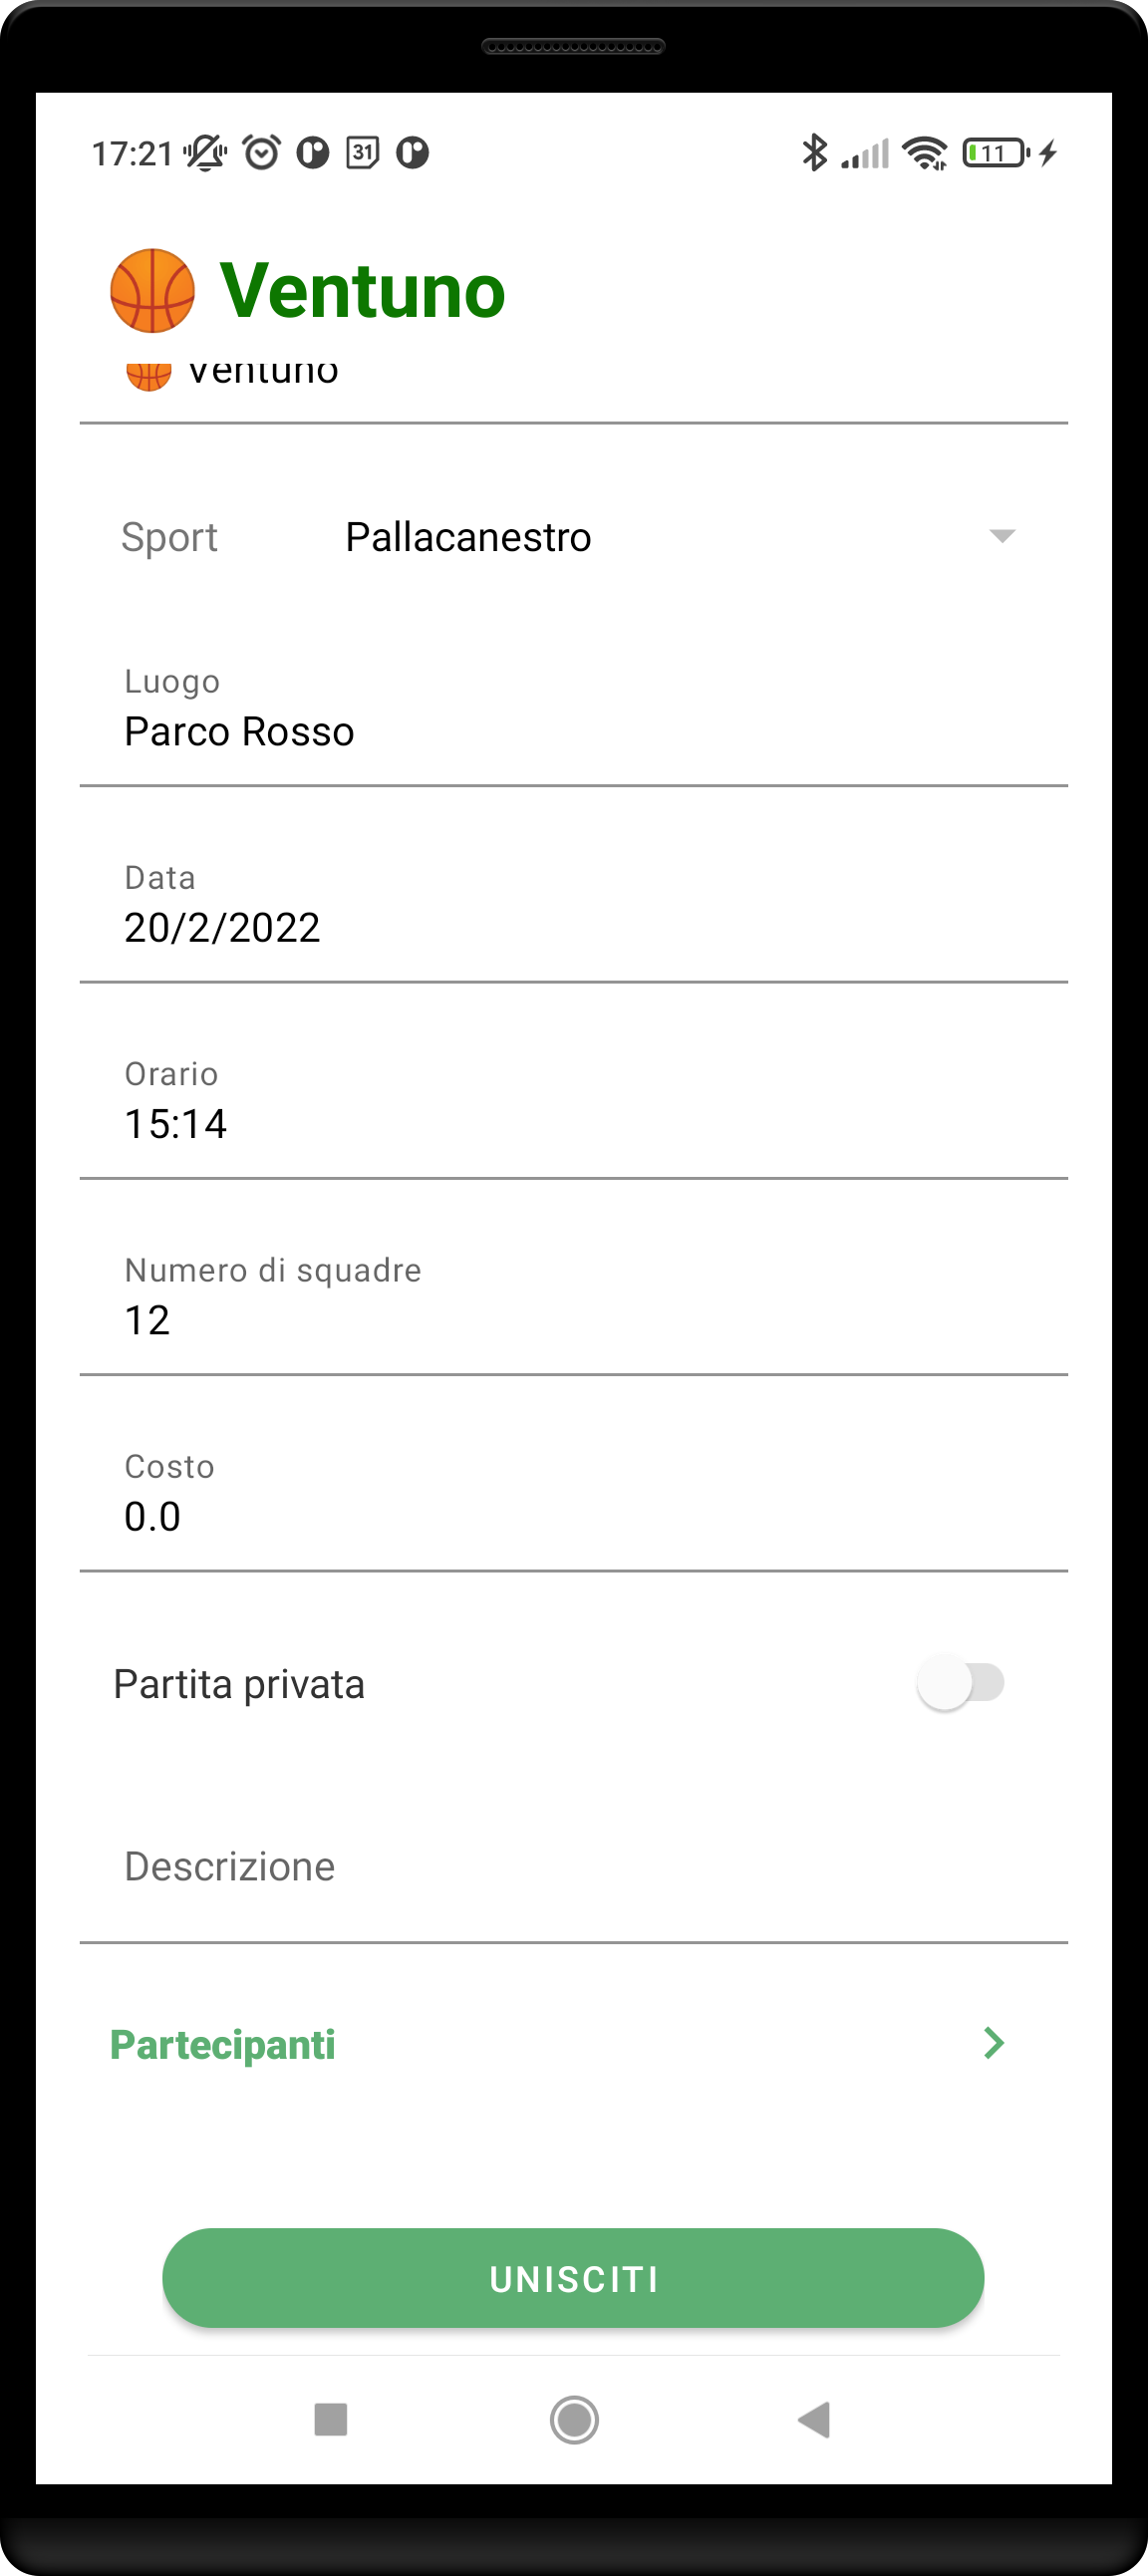 17:21 31 11
Ventuno
Ventuno
Sport Pallacanestro
Luogo
Parco Rosso
Data
20/2/2022
Orario
15:14
Numero di squadre
12
Costo
0.0
Partita privata
Descrizione
Partecipanti
UNISCITI